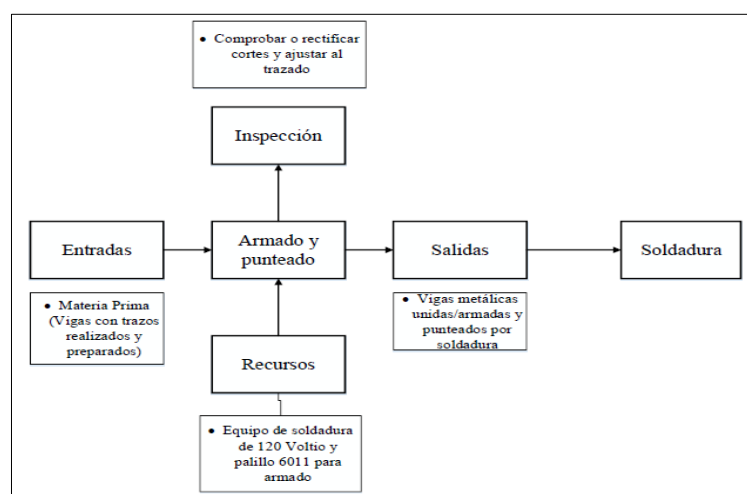 • Comprobar o rectificar
cortes y ajustar al
trazado
Inspección
Entradas
Armado y
punteado
Salidas
Soldadura
• Materia Prima
(Vigas con trazos
realizados y
preparados)
• Vigas metálicas
unidas/armadas y
punteados por
soldadura
Recursos
• Equipo de soldadura
de 120 Voltio y
palillo 6011 para
armado